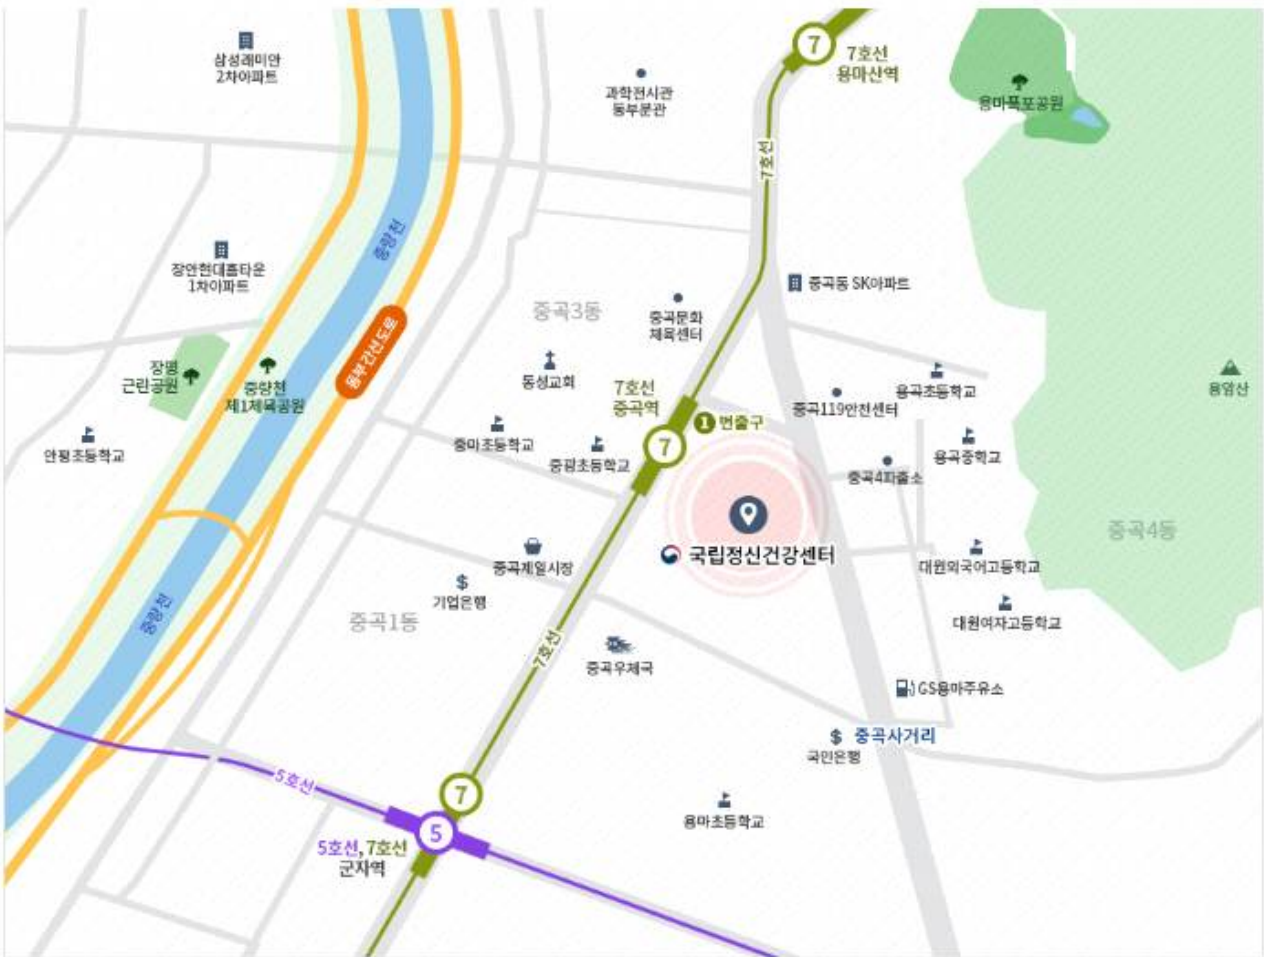 7
7호선
용마산역
삼성래미안
2차아파트
과학전시관
동부분관
용마폭포공원
7호선
중랑천
장안현대홈타운
1차아파트
중곡동 SK아파트
중곡3동
중곡문화
체육센터
동부간선도로
장평
근린공원
중랑천
제1체육공원
동성교회
7호선
중곡역
용곡초등학교
용암산
중곡119안전센터
1 번출구
안평초등학교
중마초등학교
중광초등학교
7
용곡중학교
중곡4파출소
중곡4동
국립정신건강센터
중곡제일시장
대원외국어고등학교
$
기업은행
중랑천
중곡1동
대원여자고등학교
7호선
중곡우체국
GS용마주유소
$
국민은행
중곡사거리
5호선
7
5
용마초등학교
5호선, 7호선
군자역